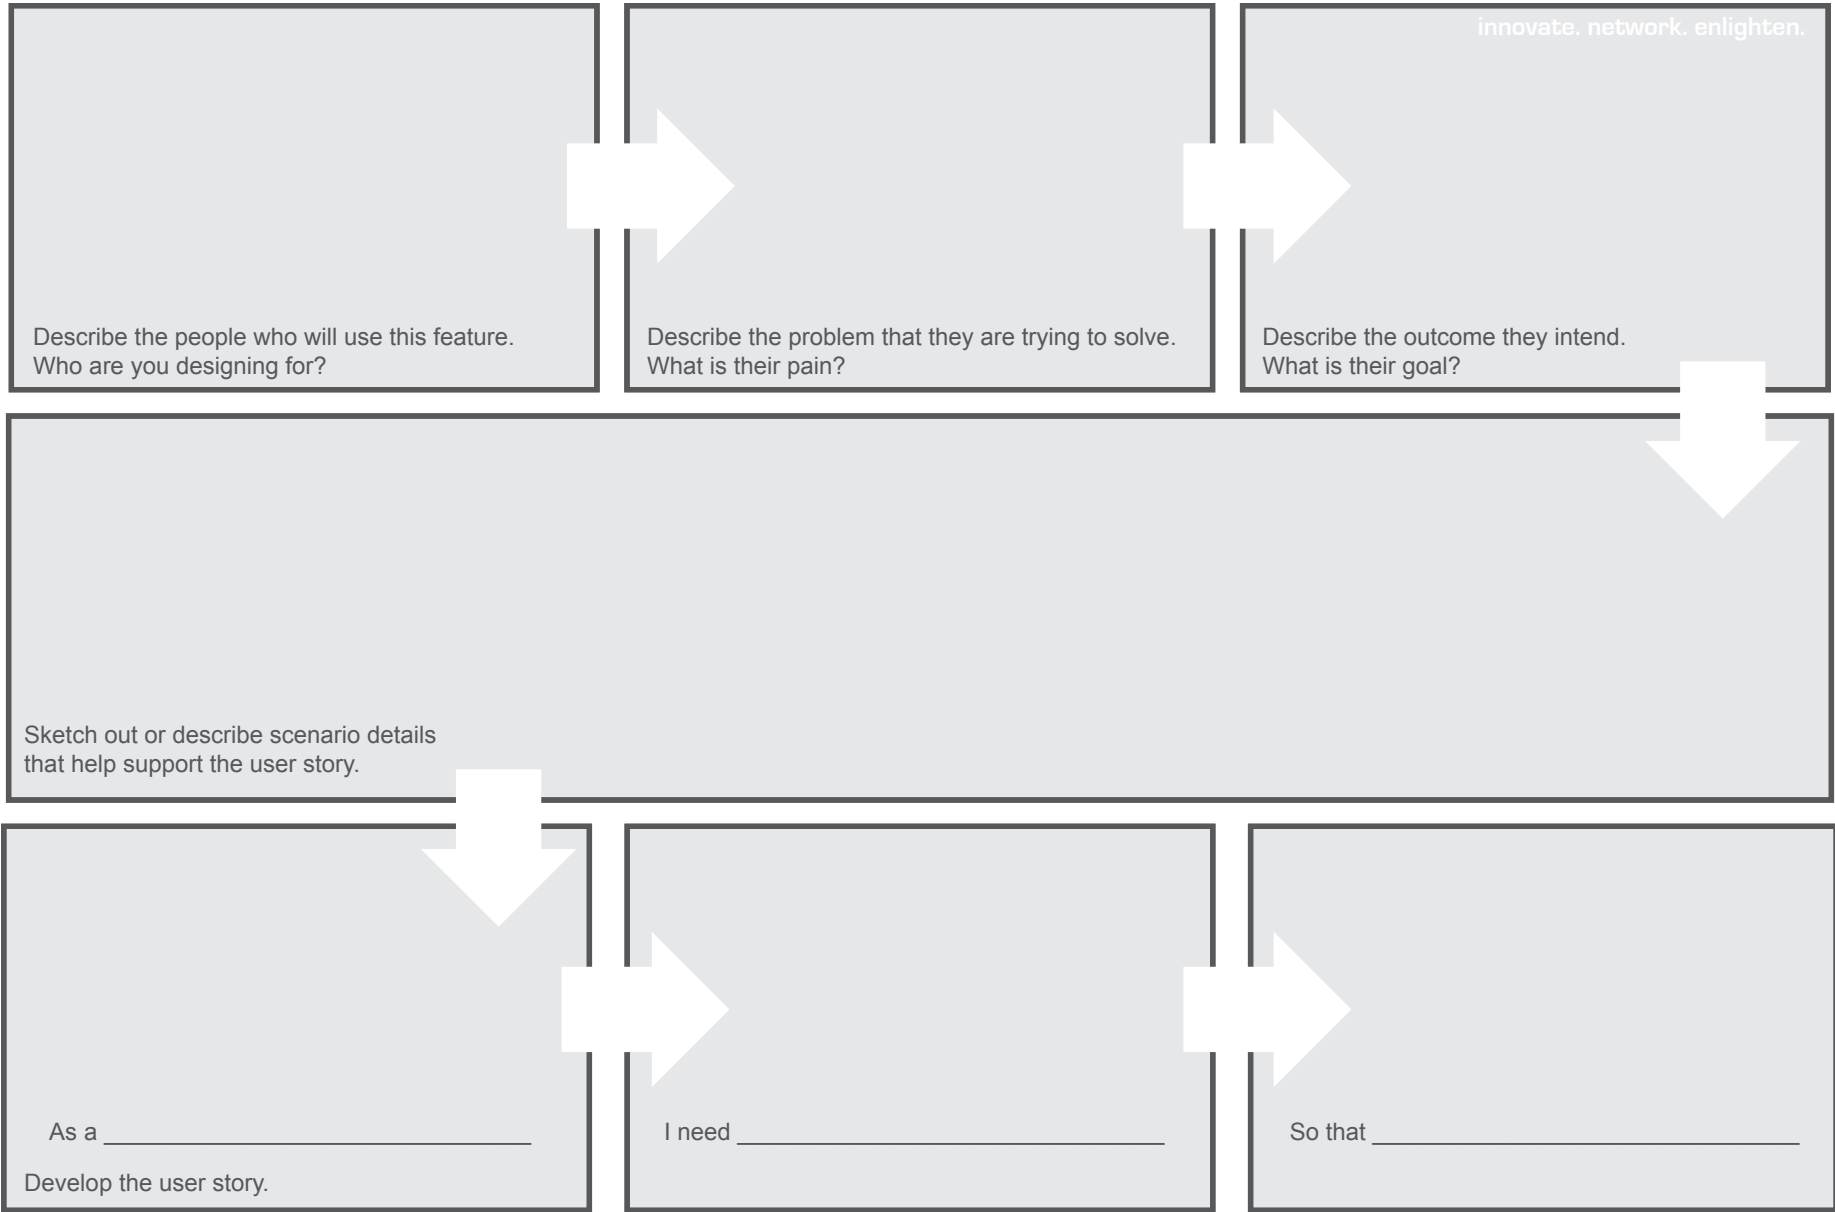 innovate. network. enlighten.
Describe the people who will use this feature.
Who are you designing for?
Describe the problem that they are trying to solve.
What is their pain?
Describe the outcome they intend.
What is their goal?
Sketch out or describe scenario details
that help support the user story.
As a ______________________________
I need ______________________________
So that ______________________________
Develop the user story.